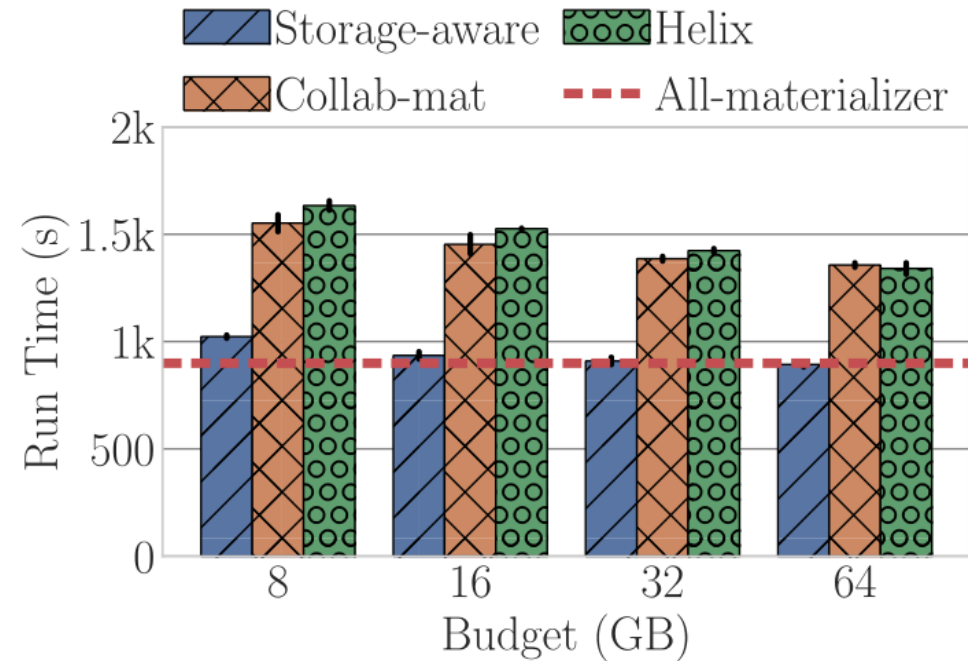 Storage-aware Helix
Collab-mat All-materializer
2k
1.5k
1k
500
0
Run Time (s)
8 16 32 64
Budget (GB)